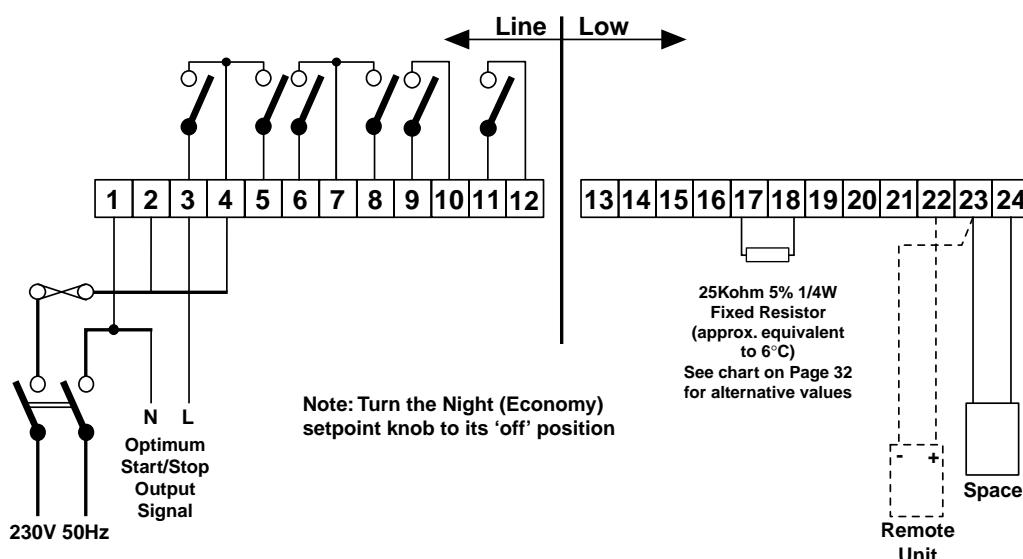 Line Low
1 2 3 4 5 6 7 8 9 10 11 12
13 14 15 16 17 18 19 20 21 22 23 24
25Kohm 5% 1/4W
Fixed Resistor
(approx. equivalent
to 6°C)
See chart on Page 32
for alternative values
Note: Turn the Night (Economy)
setpoint knob to its ‘off’ position
N L
Optimum
Start/Stop
Output
Signal
230V 50Hz
- +
Space
Remote
Unit